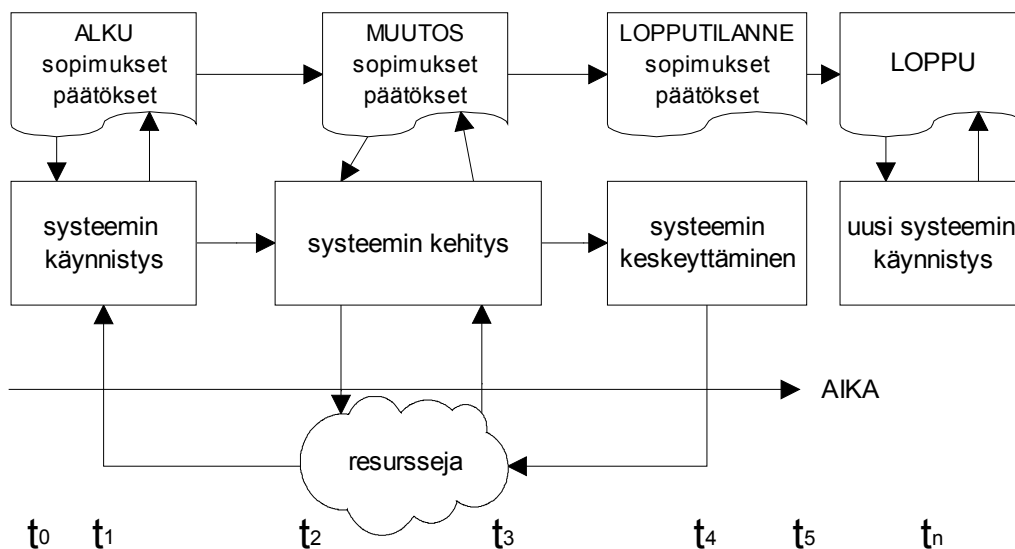 ALKU
sopimukset
päätökset
MUUTOS
sopimukset
päätökset
LOPPUTILANNE
sopimukset
päätökset
LOPPU
systeemin
käynnistys
systeemin kehitys
systeemin
keskeyttäminen
uusi systeemin
käynnistys
AIKA
resursseja
t0 t1 t2 t3 t4 t5 tn